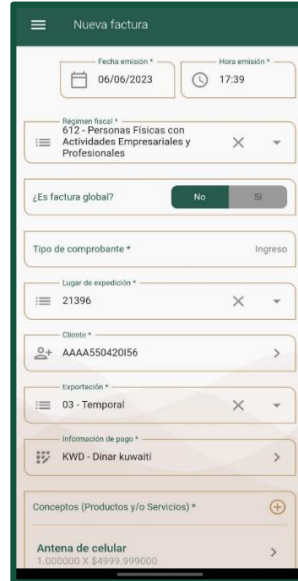 Nueva factura
Fecha emisión *
06/06/2023
Hora emisión *
17:39
Régimen fiscal *
612 - Personas Físicas con
Actividades Empresariales y
Profesionales
¿Es factura global?
No
Si
Tipo de comprobante *
Ingreso
Lugar de expedición *
21396
Cliente *
AAAA550420I56
Exportación *
03 - Temporal
Información de pago *
KWD - Dinar kuwaití
Conceptos (Productos y/o Servicios) *
Antena de celular
1.000000 X $4999.999000